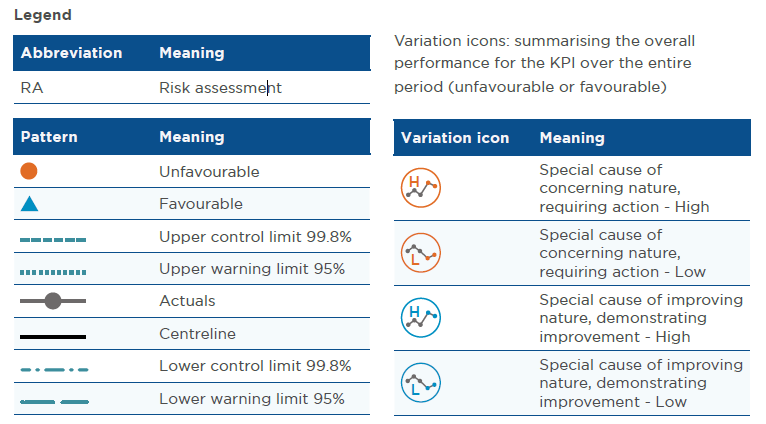 Legend
Abbreviation Meaning
RA Risk assessment
Pattern Meaning
Unfavourable
Favourable
Upper control limit 99.8%
Upper warning limit 95%
Actuals
Centreline
Lower control limit 99.8%
Lower warning limit 95%
Variation icons: summarising the overall
performance for the KPI over the entire
period (unfavourable or favourable)
Variation icon Meaning
H Special cause of
concerning nature,
requiring action - High
L Special cause of
concerning nature,
requiring action - Low
H Special cause of improving
nature, demonstrating
improvement - High
L Special cause of improving
nature, demonstrating
improvement - Low